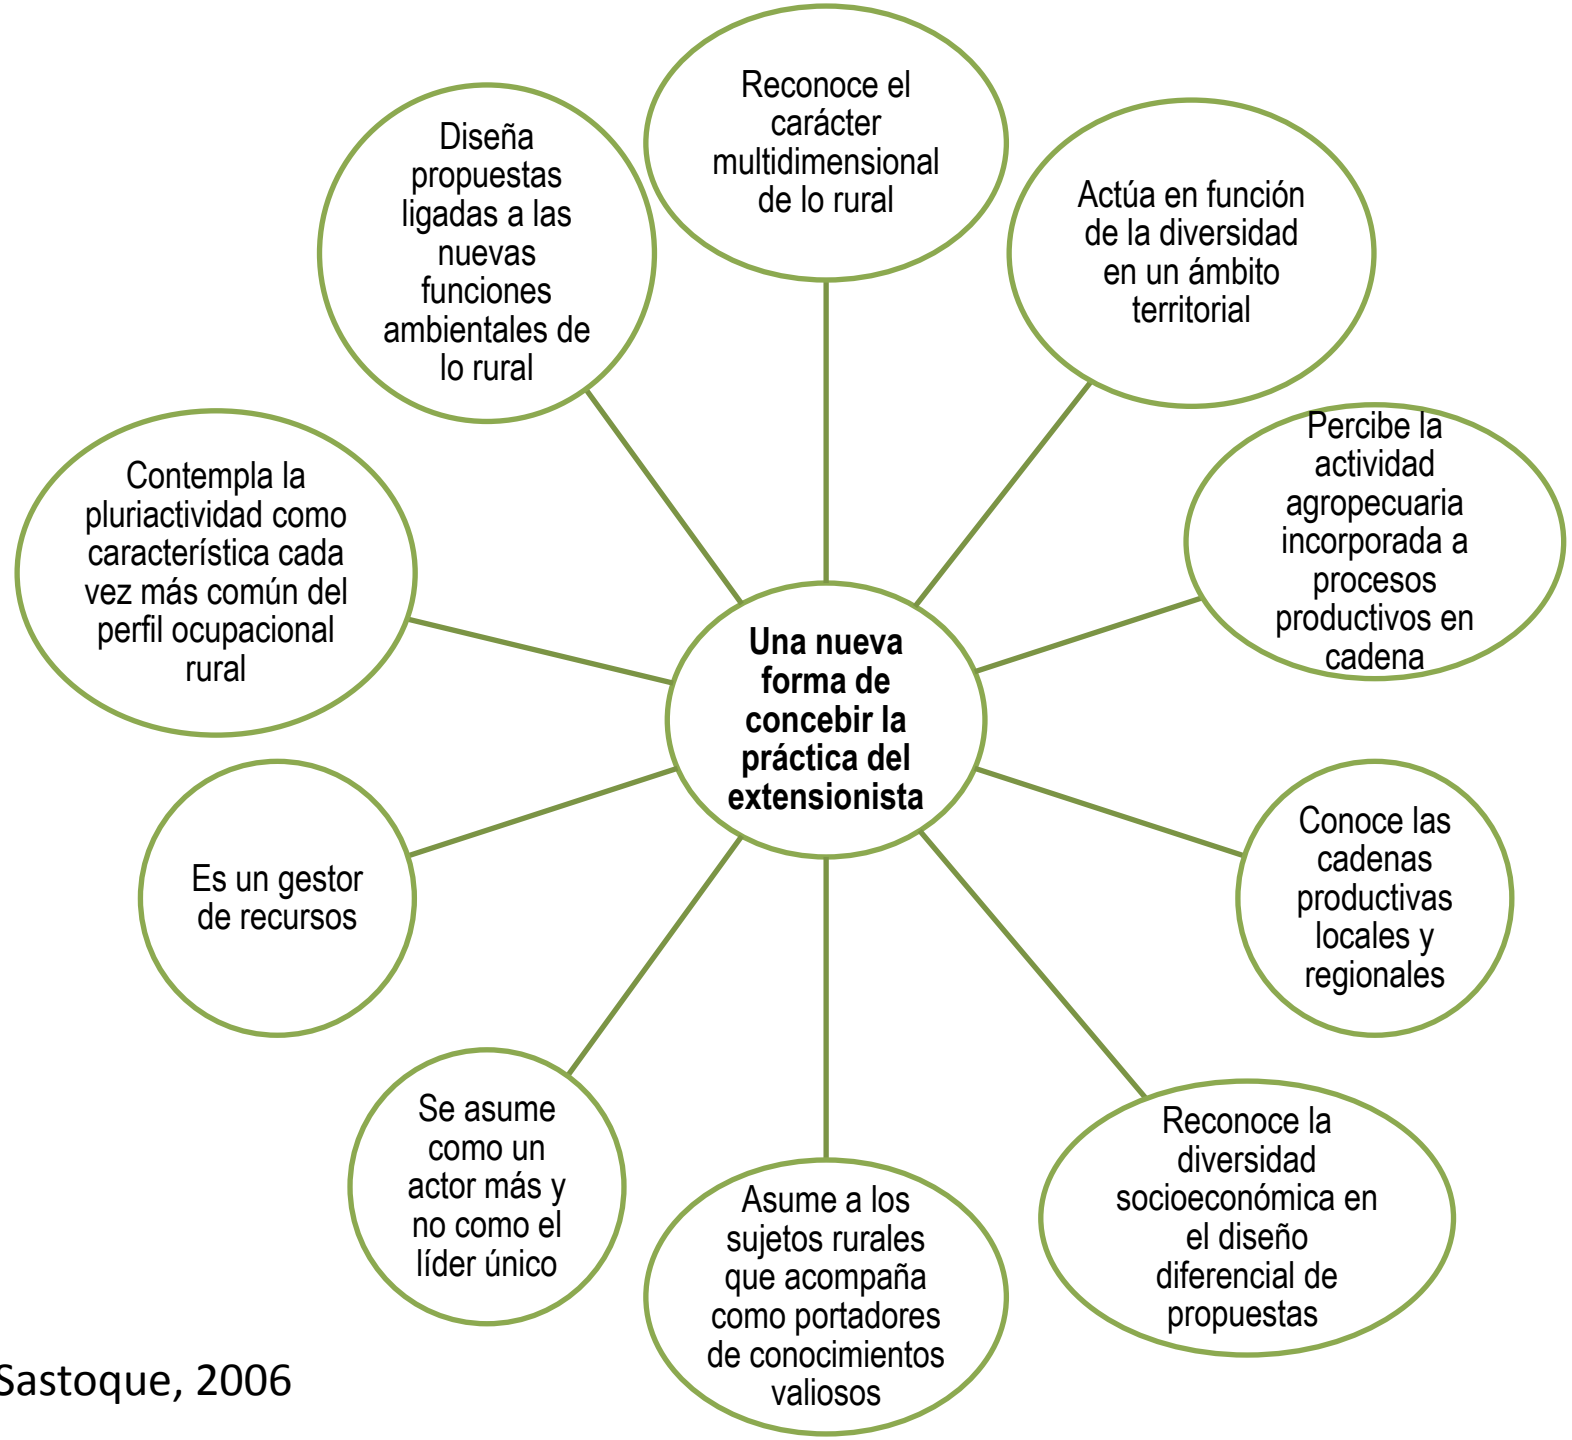 Reconoce el
carácter
multidimensional
de lo rural
Actúa en función
de la diversidad
en un ámbito
territorial
Percibe la
actividad
agropecuaria
incorporada a
procesos
productivos en
cadena
Conoce las
cadenas
productivas
locales y
regionales
Reconoce la
diversidad
socioeconómica en
el diseño
diferencial de
propuestas
Asume a los
sujetos rurales
que acompaña
como portadores
de conocimientos
valiosos
Se asume
como un
actor más y
no como el
líder único
Es un gestor
de recursos
Contempla la
pluriactividad como
característica cada
vez más común del
perfil ocupacional
rural
Diseña
propuestas
ligadas a las
nuevas
funciones
ambientales de
lo rural
Una nueva
forma de
concebir la
práctica del
extensionista
Sastoque, 2006